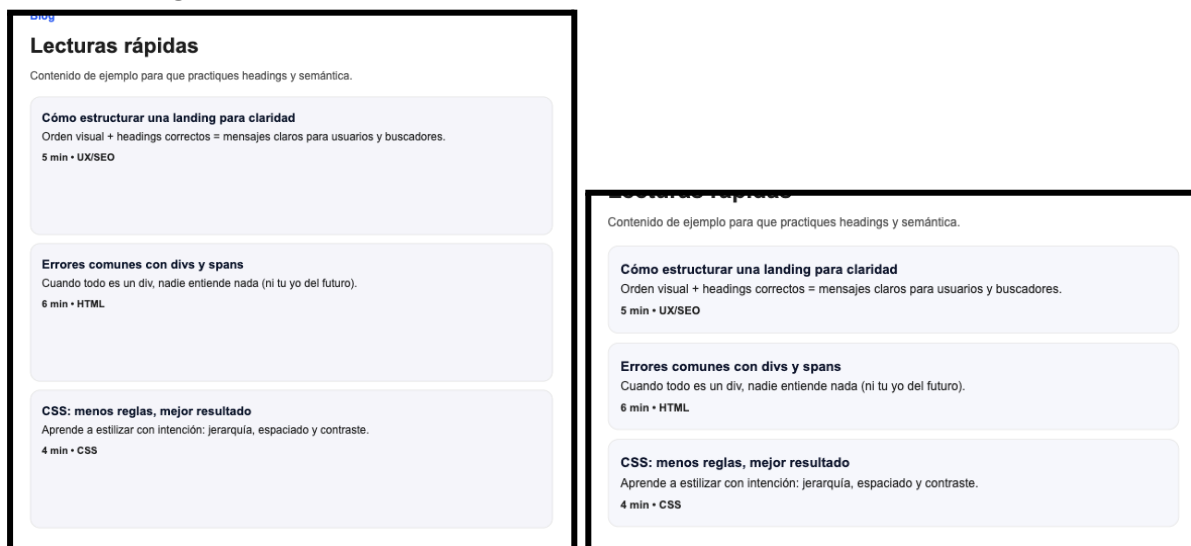 Blog
Lecturas rápidas
Contenido de ejemplo para que practiques headings y semántica.
Cómo estructurar una landing para claridad
Orden visual + headings correctos = mensajes claros para usuarios y buscadores.
5 min • UX/SEO
Errores comunes con divs y spans
Cuando todo es un div, nadie entiende nada (ni tu yo del futuro).
6 min • HTML
CSS: menos reglas, mejor resultado
Aprende a estilizar con intención: jerarquía, espaciado y contraste.
4 min • CSS
Lecturas rápidas
Contenido de ejemplo para que practiques headings y semántica.
Cómo estructurar una landing para claridad
Orden visual + headings correctos = mensajes claros para usuarios y buscadores.
5 min • UX/SEO
Errores comunes con divs y spans
Cuando todo es un div, nadie entiende nada (ni tu yo del futuro).
6 min • HTML
CSS: menos reglas, mejor resultado
Aprende a estilizar con intención: jerarquía, espaciado y contraste.
4 min • CSS